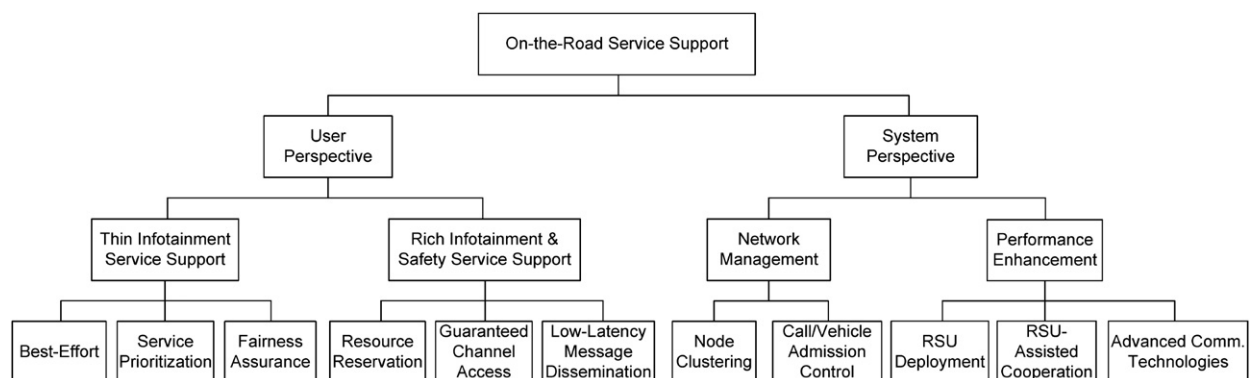 On-the-Road Service Support
User
Perspective
System
Perspective
Thin Infotainment
Service Support
Rich Infotainment &
Safety Service Support
Network
Management
Performance
Enhancement
Best-Effort
Service
Prioritization
Fairness
Assurance
Resource
Reservation
Guaranteed
Channel
Access
Low-Latency
Message
Dissemination
Node
Clustering
Call/Vehicle
Admission
Control
RSU
Deployment
RSU-
Assisted
Cooperation
Advanced Comm.
Technologies